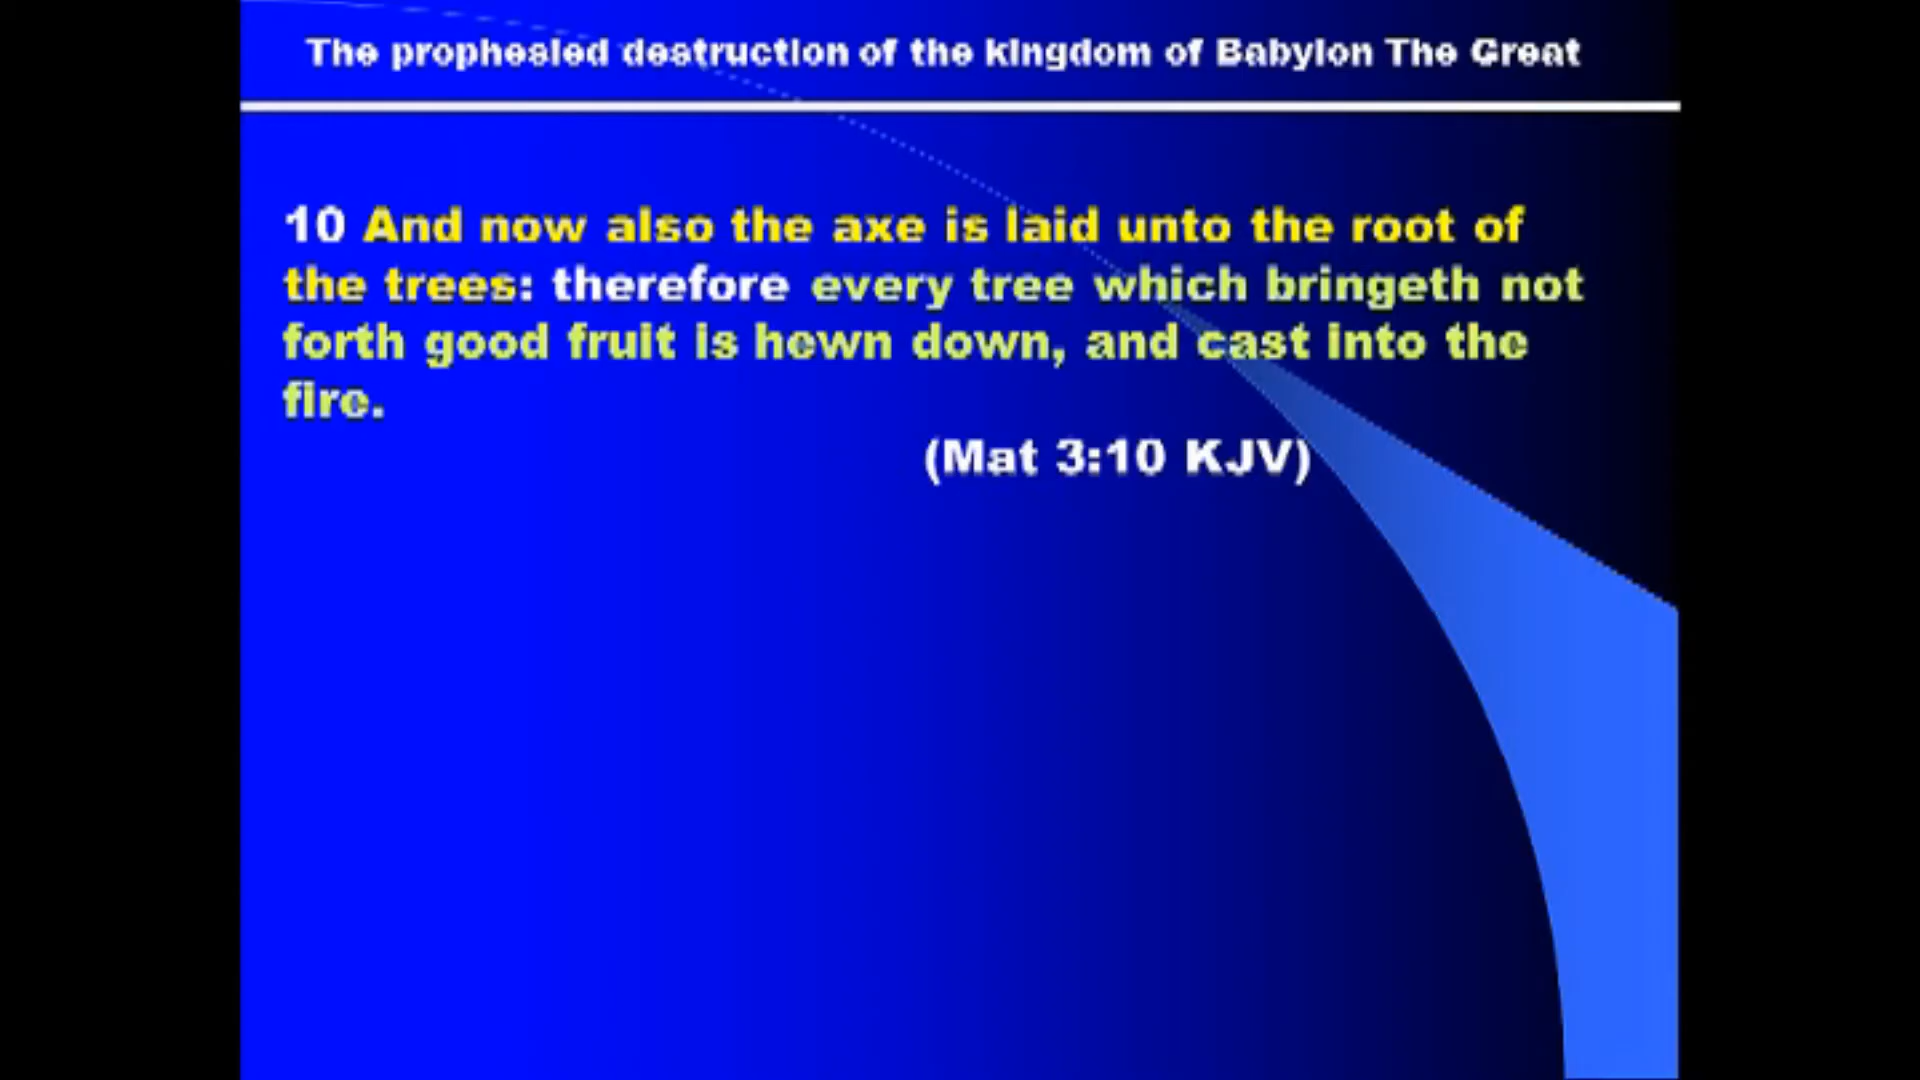 The prophesied destruction of the kingdom of Babylon The Great
10 And now also the axe is laid unto the root of
the trees: therefore every tree which bringeth not
forth good fruit is hewn down, and cast into the
fire.
(Mat 3:10 KJV)